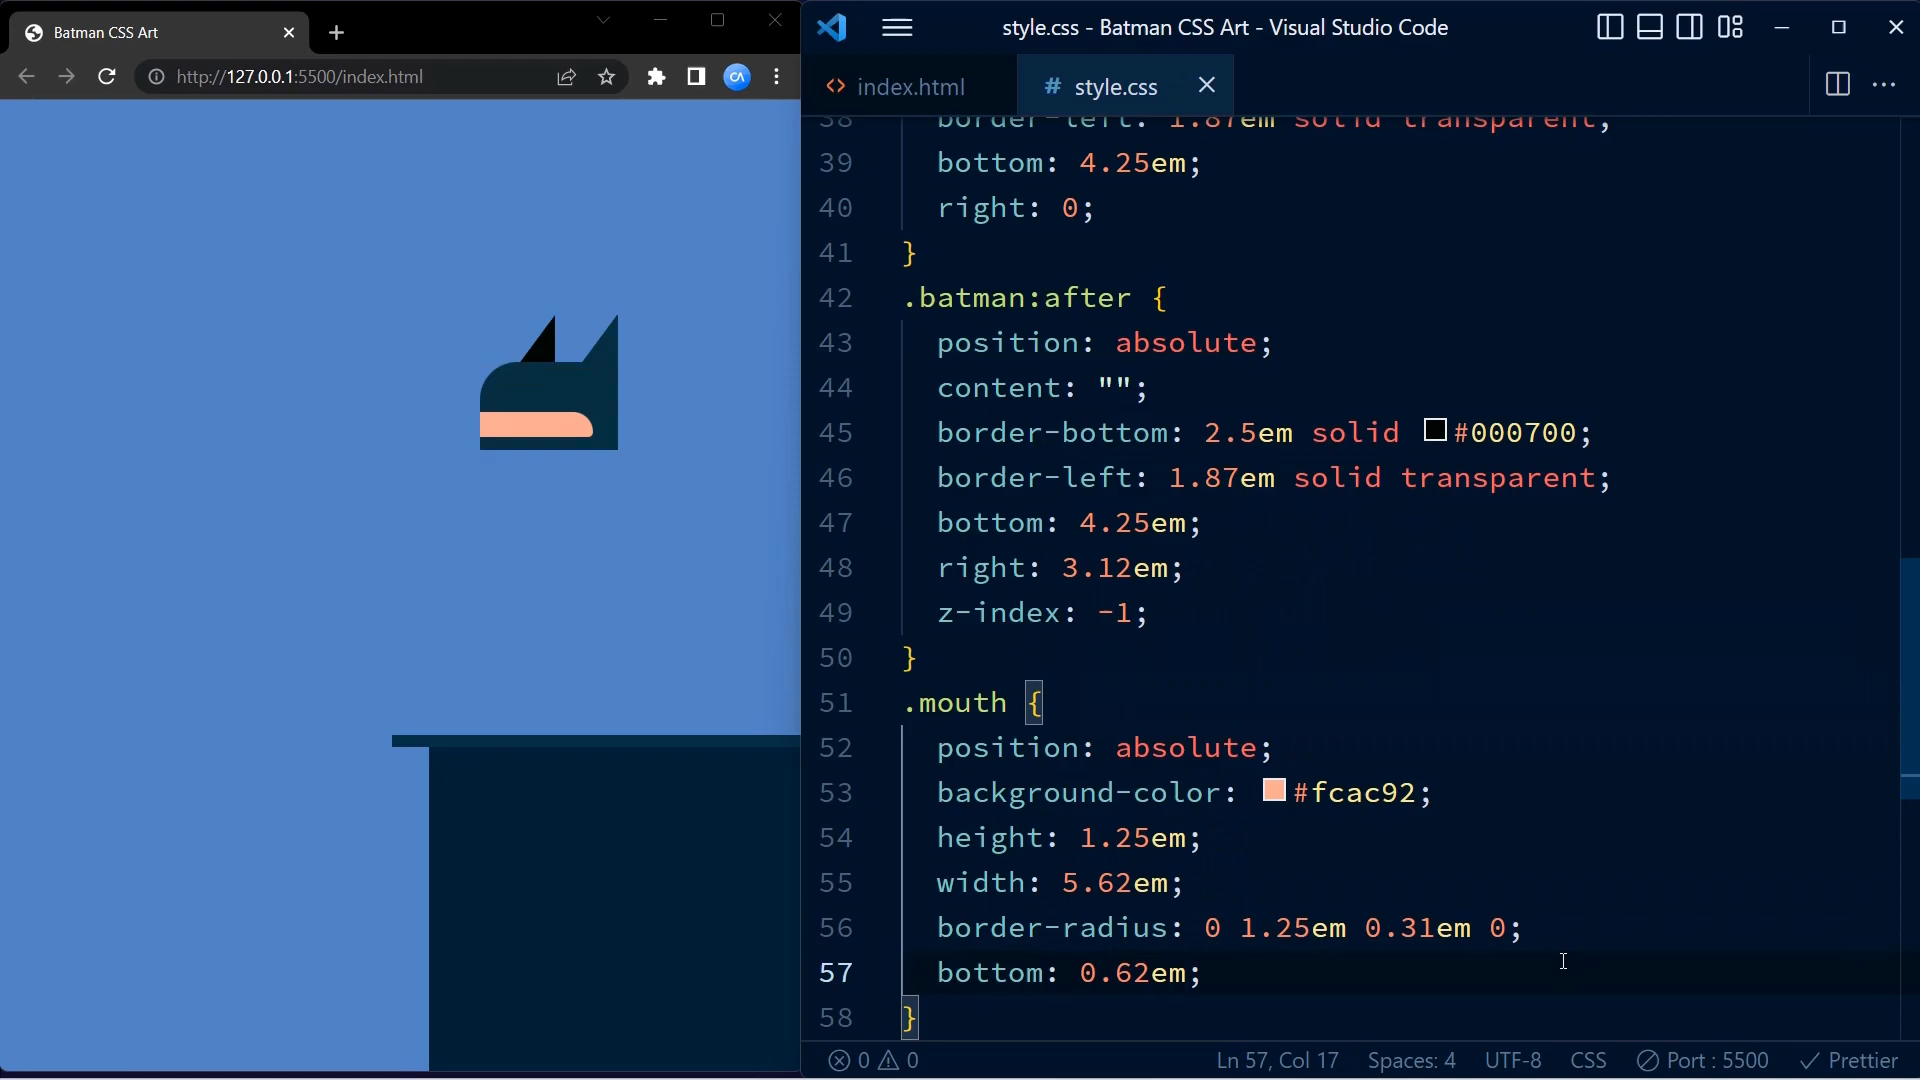 Batman CSS Art
http://127.0.0.1:5500/index.html
CA
style.css - Batman CSS Art - Visual Studio Code
<> index.html
# style.css
38 border-left: 1.87em solid transparent;
39 bottom: 4.25em;
40 right: 0;
41 }
42 .batman:after {
43 position: absolute;
44 content: "";
45 border-bottom: 2.5em solid #000700;
46 border-left: 1.87em solid transparent;
47 bottom: 4.25em;
48 right: 3.12em;
49 z-index: -1;
50 }
51 .mouth {
52 position: absolute;
53 background-color: #fcac92;
54 height: 1.25em;
55 width: 5.62em;
56 border-radius: 0 1.25em 0.31em 0;
57 bottom: 0.62em;
58 }
0 0 Ln 57, Col 17 Spaces: 4 UTF-8 CSS Port : 5500 Prettier